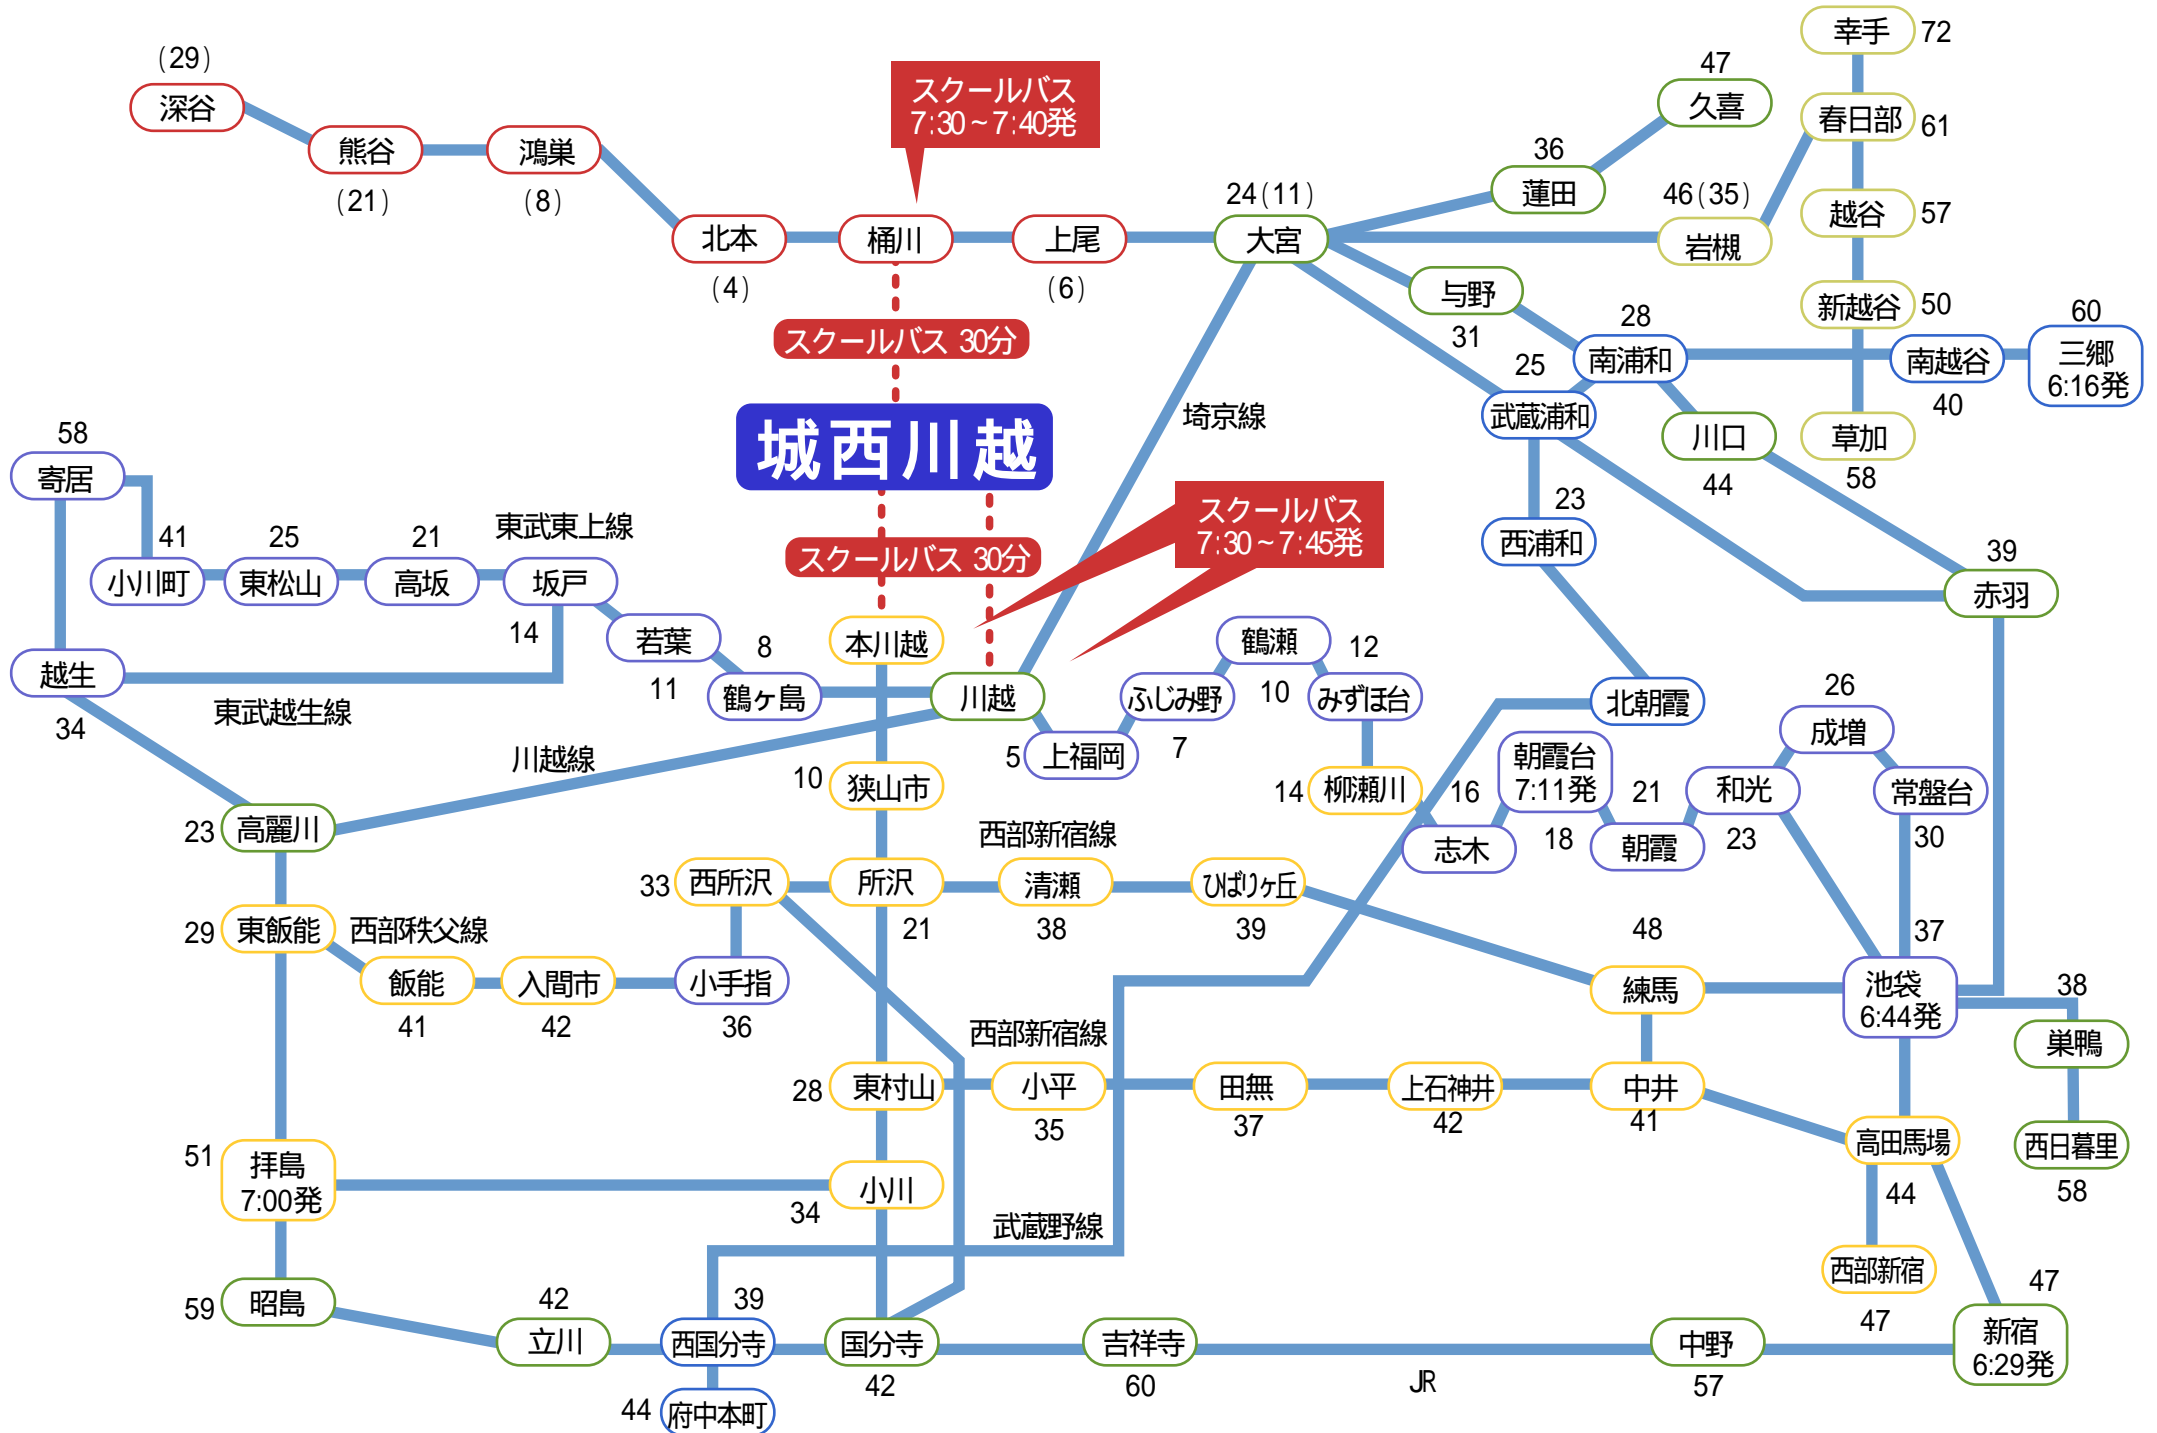 幸手
72
(29)
47
スクールバス
7:30～7:40発
久喜
深谷
春日部
61
熊谷
鴻巣
36
蓮田
(21)
(8)
24(11)
46(35)
越谷
57
北本
桶川
上尾
大宮
岩槻
(4)
(6)
与野
新越谷
50
31
28
60
スクールバス 30分
25
南浦和
南越谷
三郷
6:16発
40
城西川越
埼京線
武蔵浦和
川口
草加
58
寄居
44
58
23
スクールバス
7:30～7:45発
41
25
21
東武東上線
西浦和
39
スクールバス 30分
小川町
東松山
高坂
坂戸
赤羽
14
若葉
8
本川越
鶴瀬
12
越生
11
鶴ヶ島
川越
ふじみ野
10
みずほ台
北朝霞
26
34
東武越生線
7
成増
川越線
5
上福岡
朝霞台
7:11発
10
狭山市
14
柳瀬川
16
21
和光
常盤台
23
高麗川
西部新宿線
志木
18
朝霞
23
30
33
西所沢
所沢
清瀬
ひばりヶ丘
29
東飯能
西部秩父線
21
38
39
48
37
飯能
入間市
小手指
練馬
池袋
6:44発
38
41
42
36
西部新宿線
巣鴨
28
東村山
小平
田無
上石神井
中井
35
37
42
41
高田馬場
西日暮里
51
拝島
7:00発
小川
44
58
34
武蔵野線
西部新宿
59
昭島
42
39
47
47
立川
西国分寺
国分寺
吉祥寺
中野
新宿
6:29発
42
60
JR
57
44
府中本町